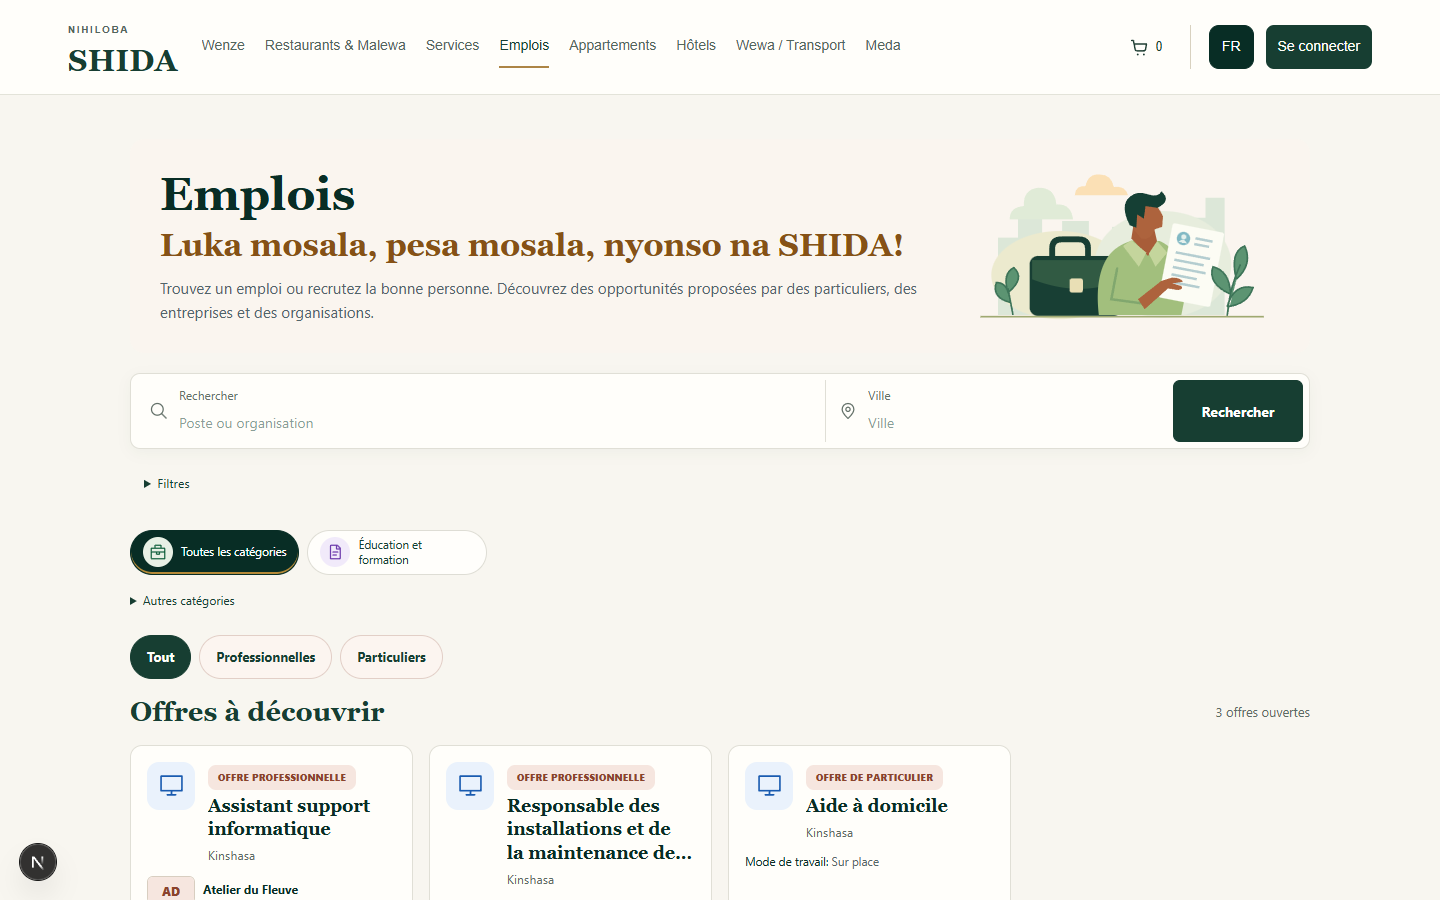 NIHILOBA
SHIDA
Wenze
Restaurants & Malewa
Services
Emplois
Appartements
Hôtels
Wewa / Transport
Meda
0
FR
Se connecter
Emplois
Luka mosala, pesa mosala, nyonso na SHIDA!
Trouvez un emploi ou recrutez la bonne personne. Découvrez des opportunités proposées par des particuliers, des
entreprises et des organisations.
Rechercher
Poste ou organisation
Ville
Ville
Rechercher
Filtres
Toutes les catégories
Éducation et
formation
Autres catégories
Tout
Professionnelles
Particuliers
Offres à découvrir
3 offres ouvertes
OFFRE PROFESSIONNELLE
Assistant support
informatique
Kinshasa
AD
Atelier du Fleuve
OFFRE PROFESSIONNELLE
Responsable des
installations et de
la maintenance de...
Kinshasa
OFFRE DE PARTICULIER
Aide à domicile
Kinshasa
Mode de travail: Sur place
N